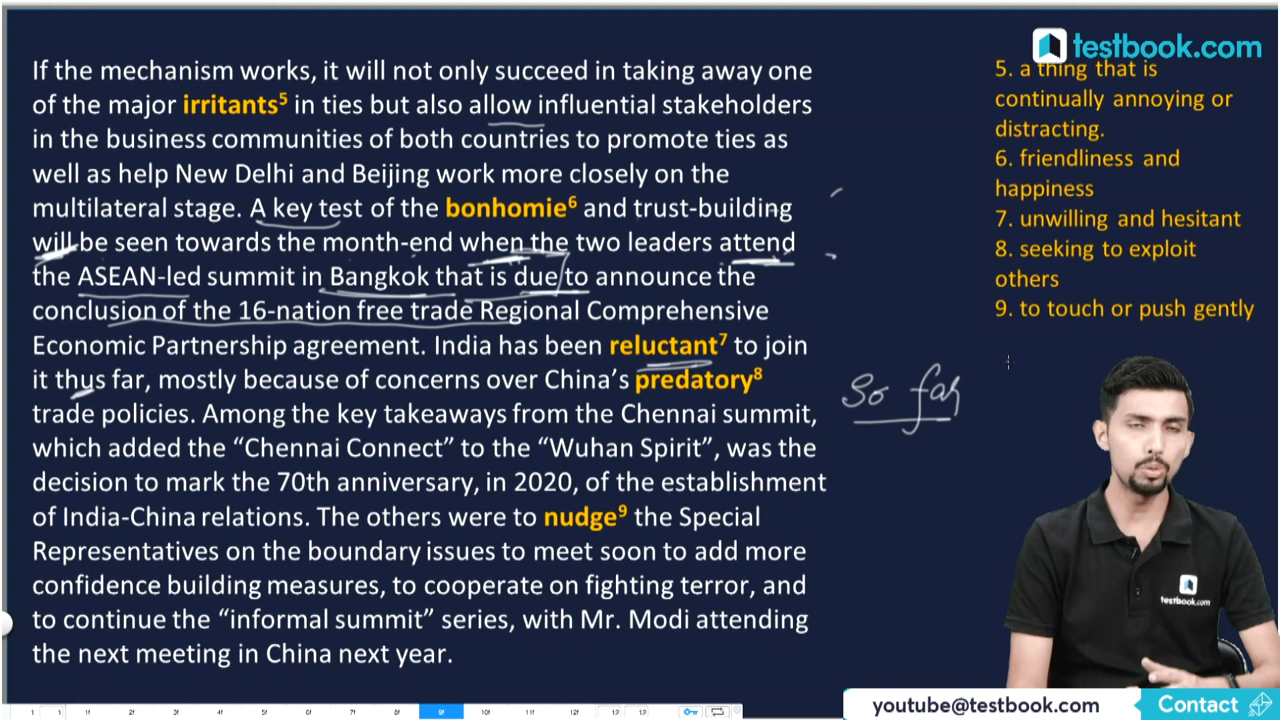 If the mechanism works, it will not only succeed in taking away one
of the major irritants⁵ in ties but also allow influential stakeholders
in the business communities of both countries to promote ties as
well as help New Delhi and Beijing work more closely on the
multilateral stage. A key test of the bonhomie⁶ and trust-building
will be seen towards the month-end when the two leaders attend
the ASEAN-led summit in Bangkok that is due to announce the
conclusion of the 16-nation free trade Regional Comprehensive
Economic Partnership agreement. India has been reluctant⁷ to join
it thus far, mostly because of concerns over China's predatory⁸
trade policies. Among the key takeaways from the Chennai summit,
which added the “Chennai Connect” to the “Wuhan Spirit”, was the
decision to mark the 70th anniversary, in 2020, of the establishment
of India-China relations. The others were to nudge⁹ the Special
Representatives on the boundary issues to meet soon to add more
confidence building measures, to cooperate on fighting terror, and
to continue the “informal summit” series, with Mr. Modi attending
the next meeting in China next year.
So far
testbook.com
5. a thing that is
continually annoying or
distracting.
6. friendliness and
happiness
7. unwilling and hesitant
8. seeking to exploit
others
9. to touch or push gently
testbook.com
youtube@testbook.com
Contact